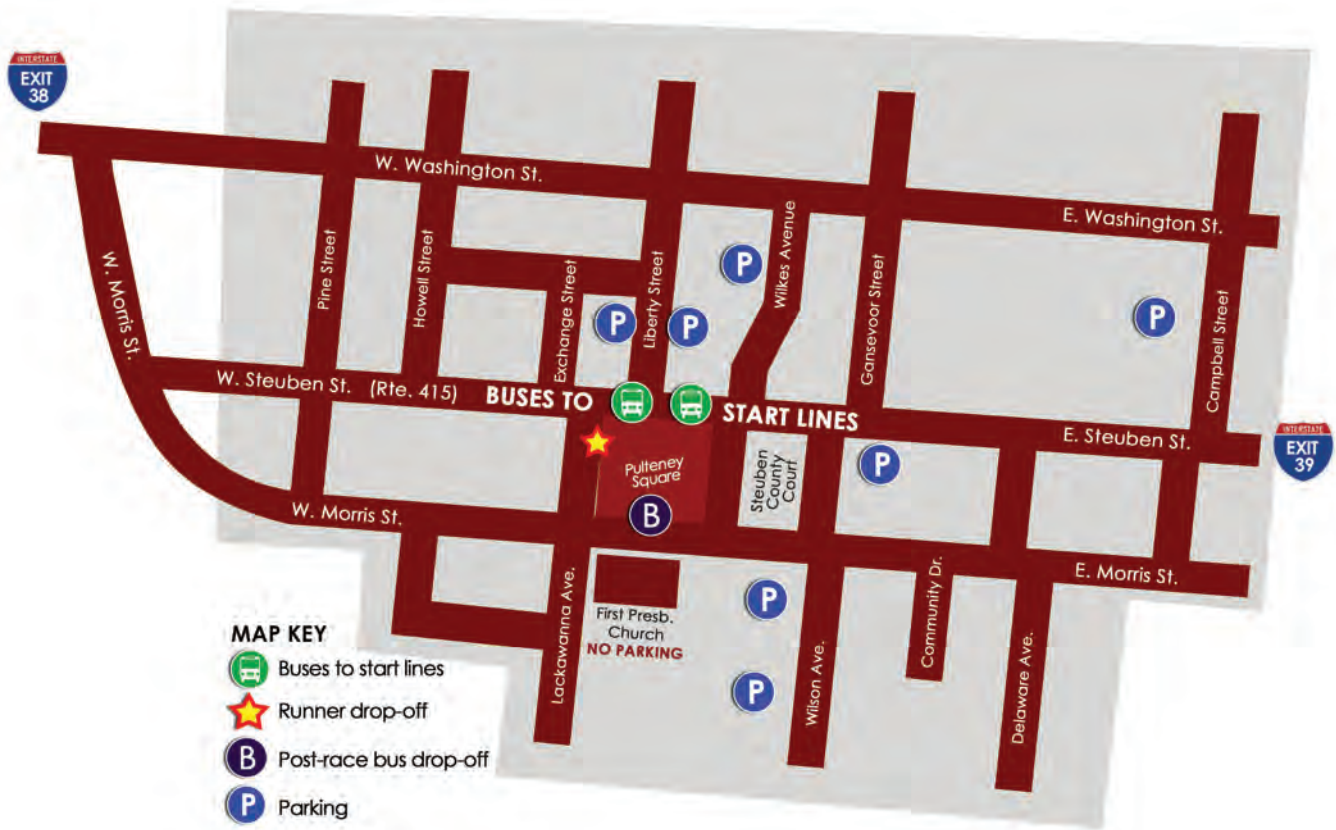 INTERSTATE
EXIT
38
W. Washington St.
E. Washington St.
W. Morris St.
Pine Street
Howell Street
Exchange Street
Liberty Street
Wilkes Avenue
Gansevoor Street
Campbell Street
P
P
P
P
W. Steuben St. (Rte. 415)
BUSES TO
START LINES
E. Steuben St.
INTERSTATE
EXIT
39
Pulteney
Square
B
Steuben
County
Court
P
W. Morris St.
E. Morris St.
Lackawanna Ave.
First Presb.
Church
NO PARKING
P
P
Wilson Ave.
Community Dr.
Delaware Ave.
MAP KEY
Buses to start lines
Runner drop-off
B Post-race bus drop-off
P Parking